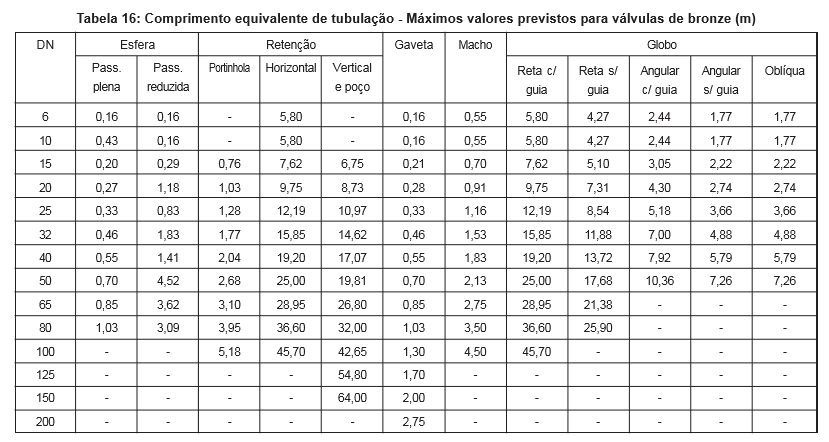 Tabela 16: Comprimento equivalente de tubulação - Máximos valores previstos para válvulas de bronze (m)
DN Esfera Retenção Gaveta Macho Globo
Pass. plena Pass. reduzida Portinhola Horizontal Vertical e poço Reta c/ guia Reta s/ guia Angular c/ guia Angular s/ guia Oblíqua
6 0,16 0,16 - 5,80 - 0,16 0,55 5,80 4,27 2,44 1,77 1,77
10 0,43 0,16 - 5,80 - 0,16 0,55 5,80 4,27 2,44 1,77 1,77
15 0,20 0,29 0,76 7,62 6,75 0,21 0,70 7,62 5,10 3,05 2,22 2,22
20 0,27 1,18 1,03 9,75 8,73 0,28 0,91 9,75 7,31 4,30 2,74 2,74
25 0,33 0,83 1,28 12,19 10,97 0,33 1,16 12,19 8,54 5,18 3,66 3,66
32 0,46 1,83 1,77 15,85 14,62 0,46 1,53 15,85 11,88 7,00 4,88 4,88
40 0,55 1,41 2,04 19,20 17,07 0,55 1,83 19,20 13,72 7,92 5,79 5,79
50 0,70 4,52 2,68 25,00 19,81 0,70 2,13 25,00 17,68 10,36 7,26 7,26
65 0,85 3,62 3,10 28,95 26,80 0,85 2,75 28,95 21,38 - - -
80 1,03 3,09 3,95 36,60 32,00 1,03 3,50 36,60 25,90 - - -
100 - - 5,18 45,70 42,65 1,30 4,50 45,70 - - - -
125 - - - - 54,80 1,70 - - - - - -
150 - - - - 64,00 2,00 - - - - - -
200 - - - - - 2,75 - - - - - -